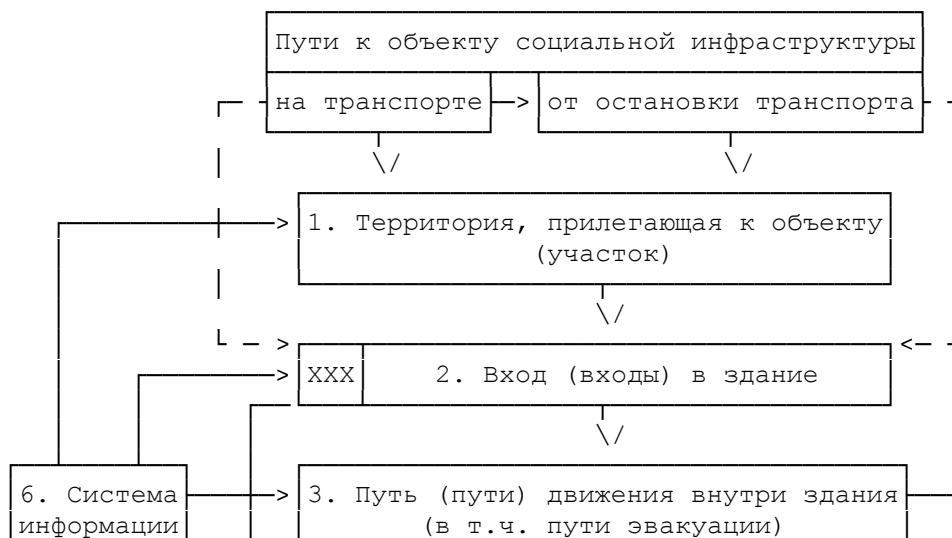 Пути к объекту социальной инфраструктуры
на транспорте
от остановки транспорта
1. Территория, прилегающая к объекту
(участок)
XXX
2. Вход (входы) в здание
6. Система
информации
3. Путь (пути) движения внутри здания
(в т.ч. пути эвакуации)